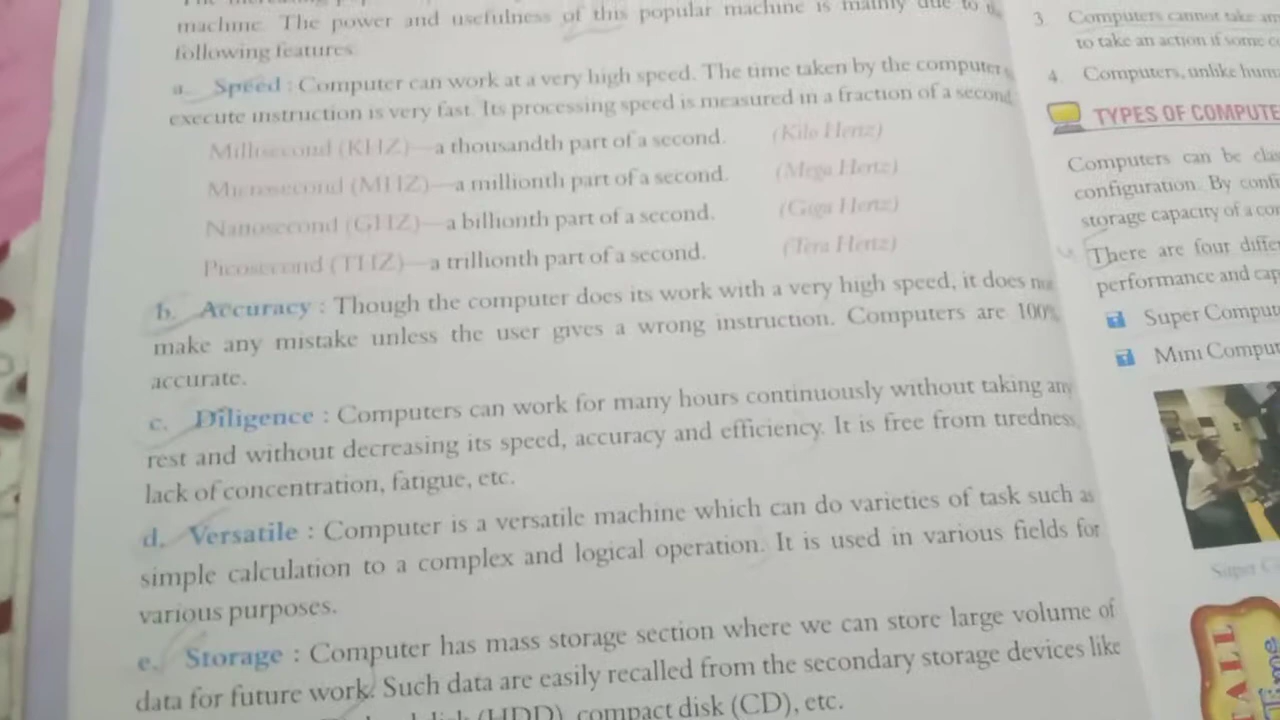 machine. The power and usefulness of this popular machine is mainly due to
following features
a. Speed : Computer can work at a very high speed. The time taken by the computer
execute instruction is very fast. Its processing speed is measured in a fraction of a second
Millisecond (KHZ)—a thousandth part of a second. (Kilo Hertz)
Microsecond (MHZ)—a millionth part of a second. (Mega Hertz)
Nanosecond (GHZ)—a billionth part of a second. (Giga Hertz)
Picosecond (THZ)—a trillionth part of a second. (Tera Hertz)
b. Accuracy : Though the computer does its work with a very high speed, it does
make any mistake unless the user gives a wrong instruction. Computers are 100%
accurate.
c. Diligence : Computers can work for many hours continuously without taking any
rest and without decreasing its speed, accuracy and efficiency. It is free from tiredness,
lack of concentration, fatigue, etc.
d. Versatile : Computer is a versatile machine which can do varieties of task such as
simple calculation to a complex and logical operation. It is used in various fields for
various purposes.
e. Storage : Computer has mass storage section where we can store large volume of
data for future work. Such data are easily recalled from the secondary storage devices like
(HDD), compact disk (CD), etc.
3. Computers cannot take
to take an action if some
4. Computers, unlike
TYPES OF
Computers can be
configuration. By
storage capacity of a
There are four
performance and
Super
Mini
Super